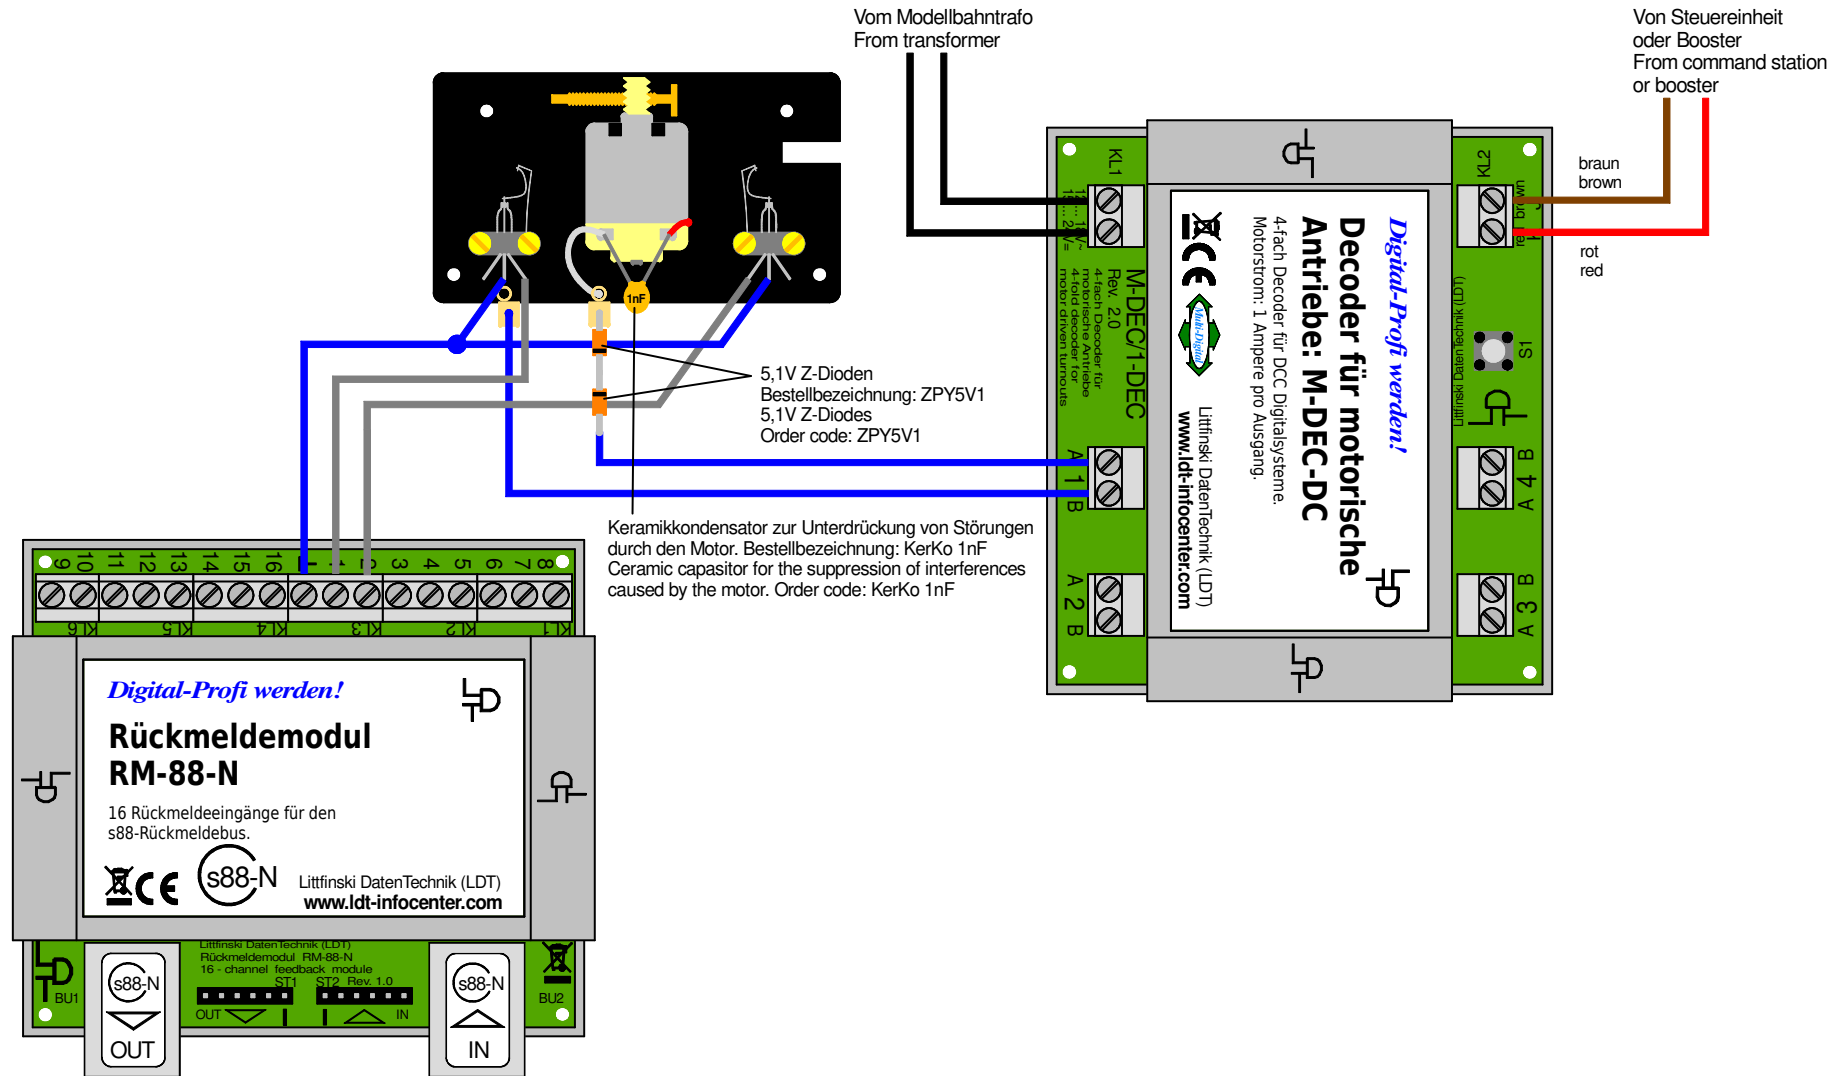 Vom Modellbahntrafo
From transformer
Von Steuereinheit
oder Booster
From command station
or booster
braun
brown
rot
red
1nF
5,1V Z-Dioden
Bestellbezeichnung: ZPY5V1
5,1V Z-Diodes
Order code: ZPY5V1
Keramikkondensator zur Unterdrückung von Störungen
durch den Motor. Bestellbezeichnung: KerKo 1nF
Ceramic capasitor for the suppression of interferences
caused by the motor. Order code: KerKo 1nF
KL1
KL2
M-DEC/1-DEC
Rev. 2.0
4-fach Decoder für
motorische Antriebe
4-fold decoder for
motor driven turnouts
A 1 B
A 2 B
B 4 A
B 3 A
S1
Littfinski DatenTechnik (LDT)
Digital-Profi werden!
Decoder für motorische
Antriebe: M-DEC-DC
4-fach Decoder für DCC Digitalsysteme.
Motorstrom: 1 Ampere pro Ausgang.
CE
Multi-Digital
Littfinski DatenTechnik (LDT)
www.ldt-infocenter.com
9 10 11 12 13 14 15 16 1 2 3 4 5 6 7 8
KL6 KL5 KL4 KL3 KL2 KL1
Digital-Profi werden!
Rückmeldemodul
RM-88-N
16 Rückmeldeeingänge für den
s88-Rückmeldebus.
CE
s88-N
Littfinski DatenTechnik (LDT)
www.ldt-infocenter.com
Littfinski DatenTechnik (LDT)
Rückmeldemodul RM-88-N
16 - channel feedback module
ST1 ST2 Rev. 1.0
OUT IN
BU1
BU2
s88-N
OUT
s88-N
IN